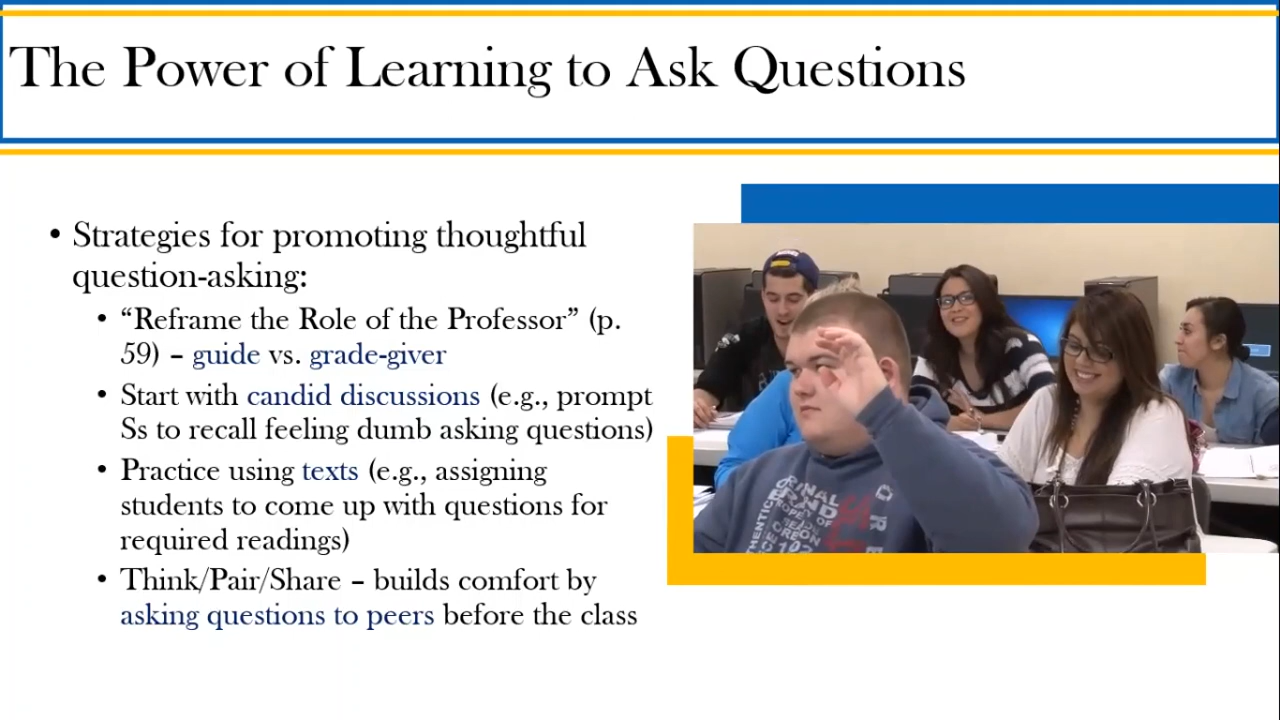 The Power of Learning to Ask Questions
• Strategies for promoting thoughtful
question-asking:
• “Reframe the Role of the Professor” (p.
59) – guide vs. grade-giver
• Start with candid discussions (e.g., prompt
Ss to recall feeling dumb asking questions)
• Practice using texts (e.g., assigning
students to come up with questions for
required readings)
• Think/Pair/Share – builds comfort by
asking questions to peers before the class